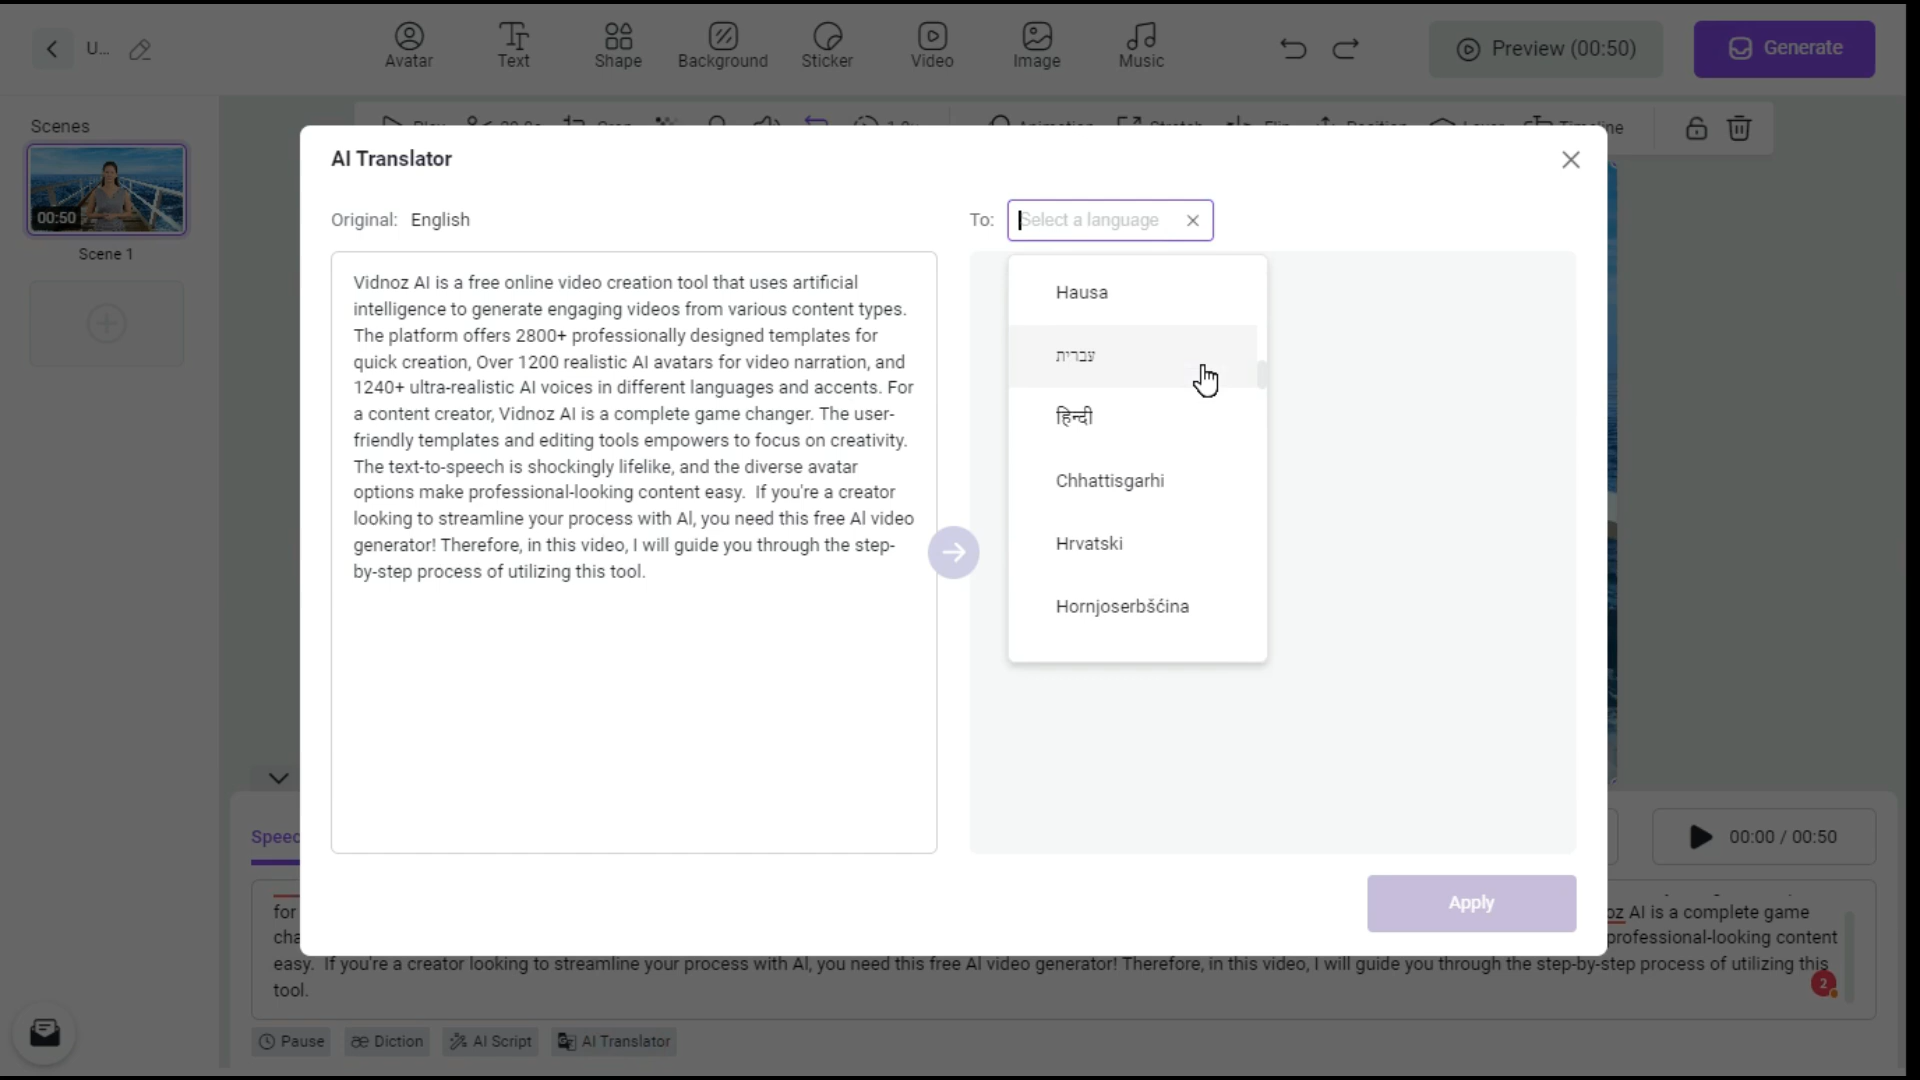 U...
Avatar
Text
Shape
Background
Sticker
Video
Image
Music
Preview (00:50)
Generate
Scenes
00:50
Scene 1
AI Translator
Original: English
To: Select a language
Vidnoz AI is a free online video creation tool that uses artificial
intelligence to generate engaging videos from various content types.
The platform offers 2800+ professionally designed templates for
quick creation, Over 1200 realistic AI avatars for video narration, and
1240+ ultra-realistic AI voices in different languages and accents. For
a content creator, Vidnoz AI is a complete game changer. The user-
friendly templates and editing tools empowers to focus on creativity.
The text-to-speech is shockingly lifelike, and the diverse avatar
options make professional-looking content easy.  If you're a creator
looking to streamline your process with AI, you need this free AI video
generator! Therefore, in this video, I will guide you through the step-
by-step process of utilizing this tool.
Hausa
עברית
हिन्दी
Chhattisgarhi
Hrvatski
Hornjoserbšćina
Apply
Speec
00:00 / 00:50
for
oz AI is a complete game
cha
professional-looking content
easy.  If you're a creator looking to streamline your process with AI, you need this free AI video generator! Therefore, in this video, I will guide you through the step-by-step process of utilizing this
tool.
2
Pause
Diction
AI Script
AI Translator